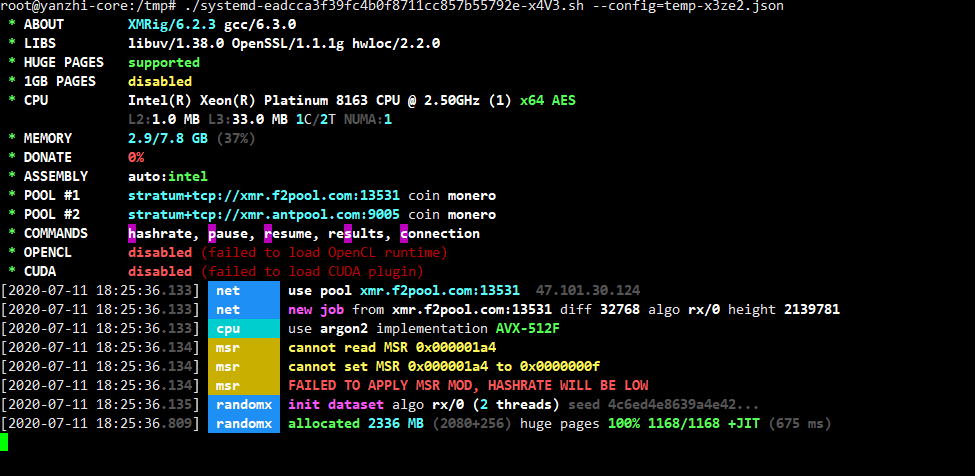 root@yanzhi-core:/tmp# ./systemd-eadcca3f39fc4b0f8711cc857b55792e-x4V3.sh --config=temp-x3ze2.json
* ABOUT XMRig/6.2.3 gcc/6.3.0
* LIBS libuv/1.38.0 OpenSSL/1.1.1g hwloc/2.2.0
* HUGE PAGES supported
* 1GB PAGES disabled
* CPU Intel(R) Xeon(R) Platinum 8163 CPU @ 2.50GHz (1) x64 AES
L2:1.0 MB L3:33.0 MB 1C/2T NUMA:1
* MEMORY 2.9/7.8 GB (37%)
* DONATE 0%
* ASSEMBLY auto:intel
* POOL #1 stratum+tcp://xmr.f2pool.com:13531 coin monero
* POOL #2 stratum+tcp://xmr.antpool.com:9005 coin monero
* COMMANDS hashrate, pause, resume, results, connection
* OPENCL disabled (failed to load OpenCL runtime)
* CUDA disabled (failed to load CUDA plugin)
[2020-07-11 18:25:36.133] net use pool xmr.f2pool.com:13531 47.101.30.124
[2020-07-11 18:25:36.133] net new job from xmr.f2pool.com:13531 diff 32768 algo rx/0 height 2139781
[2020-07-11 18:25:36.133] cpu use argon2 implementation AVX-512F
[2020-07-11 18:25:36.134] msr cannot read MSR 0x000001a4
[2020-07-11 18:25:36.134] msr cannot set MSR 0x000001a4 to 0x0000000f
[2020-07-11 18:25:36.134] msr FAILED TO APPLY MSR MOD, HASHRATE WILL BE LOW
[2020-07-11 18:25:36.135] randomx init dataset algo rx/0 (2 threads) seed 4c6ed4e8639a4e42...
[2020-07-11 18:25:36.809] randomx allocated 2336 MB (2080+256) huge pages 100% 1168/1168 +JIT (675 ms)